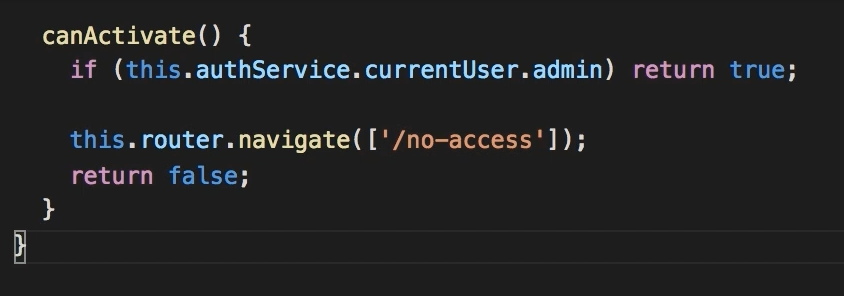 canActivate() {
if (this.authService.currentUser.admin) return true;
this.router.navigate(['/no-access']);
return false;
}
}